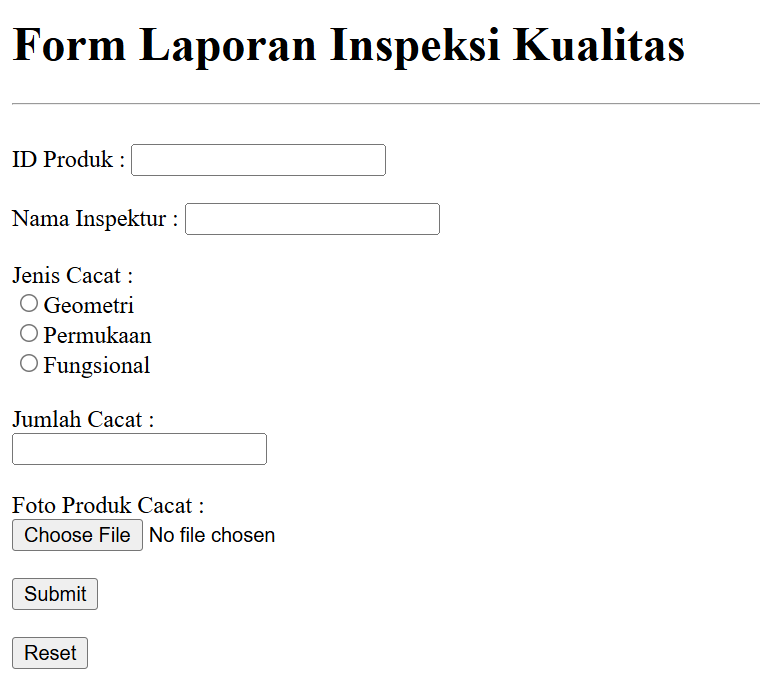 Form Laporan Inspeksi Kualitas
ID Produk :
Nama Inspektur :
Jenis Cacat :
Geometri
Permukaan
Fungsional
Jumlah Cacat :
Foto Produk Cacat :
Choose File No file chosen
Submit
Reset